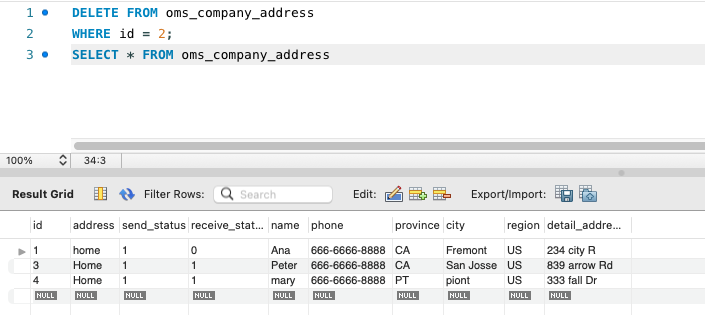 1 DELETE FROM oms_company_address
2 WHERE id = 2;
3 SELECT * FROM oms_company_address
100% 34:3
Result Grid Filter Rows: Search Edit: Export/Import:
id address send_status receive_stat... name phone province city region detail_addre...
1 home 1 0 Ana 666-6666-8888 CA Fremont US 234 city R
3 Home 1 1 Peter 666-6666-8888 CA San Josse US 839 arrow Rd
4 Home 1 1 mary 666-6666-8888 PT piont US 333 fall Dr
NULL NULL NULL NULL NULL NULL NULL NULL NULL NULL